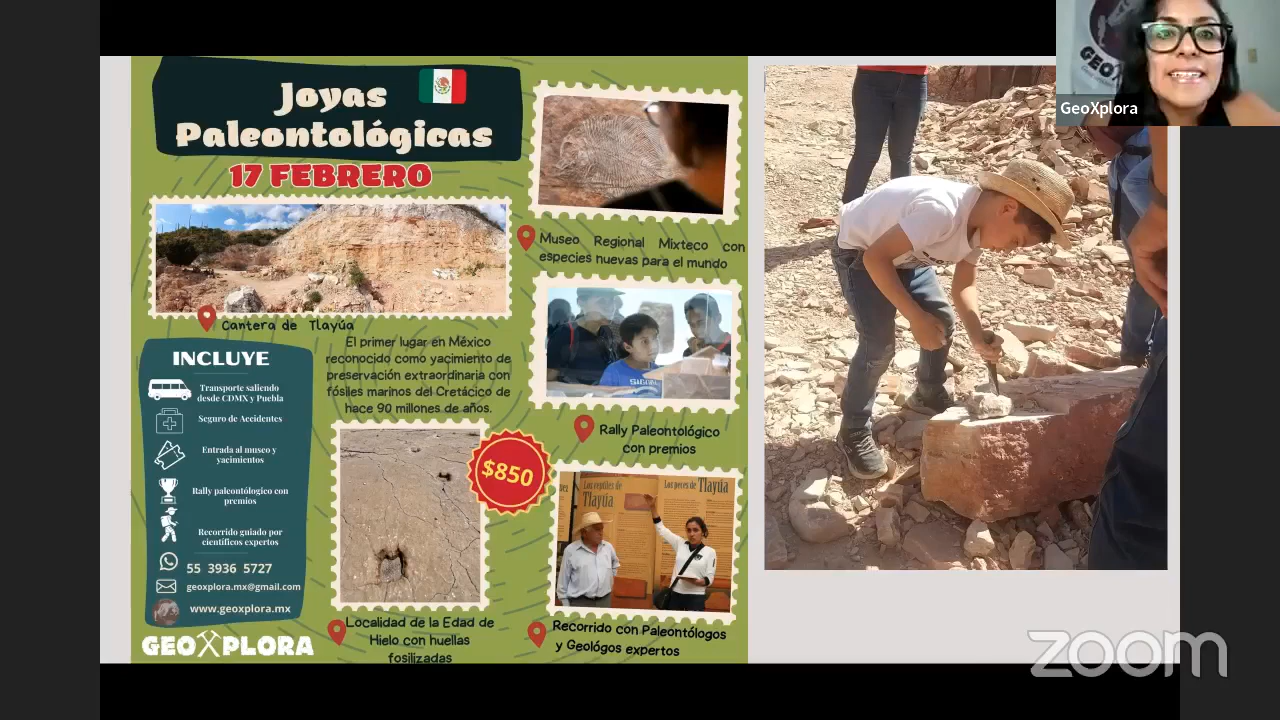 Joyas
Paleontológicas
17 FEBRERO
Museo Regional Mixteco con
especies nuevas para el mundo
Cantera de Tlayúa
El primer lugar en México
reconocido como yacimiento de
preservación extraordinaria con
fósiles marinos del Cretácico de
hace 90 millones de años.
INCLUYE
Transporte saliendo
desde CDMX y Puebla
Seguro de Accidentes
Entrada al museo y
yacimientos
Rally paleontólogico con
premios
Recorrido guiado por
científicos expertos
55 3936 5727
geoxplora.mx@gmail.com
www.geoxplora.mx
GEOXPLORA
$850
Rally Paleontológico
con premios
Los reptiles de
Tlayúa
Los peces de Tlayúa
Localidad de la Edad de
Hielo con huellas
fosilizadas
Recorrido con Paleontólogos
y Geológos expertos
GEO
GeoXplora
zoom